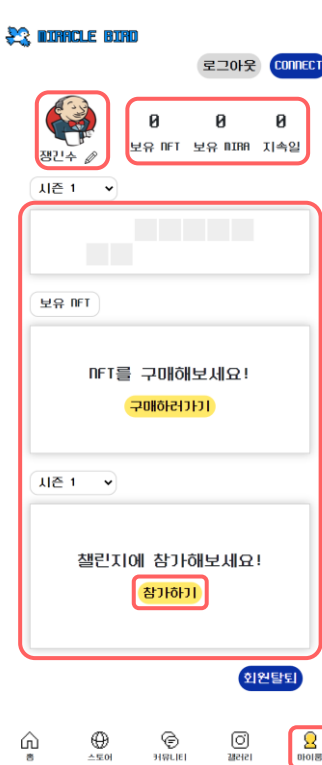 MIRACLE BIRD
로그아웃 CONNECT
0 0 0
보유 NFT 보유 MIRA 지속일
쟁긴수
시즌 1
보유 NFT
NFT를 구매해보세요!
구매하러가기
시즌 1
챌린지에 참가해보세요!
참가하기
회원탈퇴
홈 스토어 커뮤니티 갤러리 마이룸